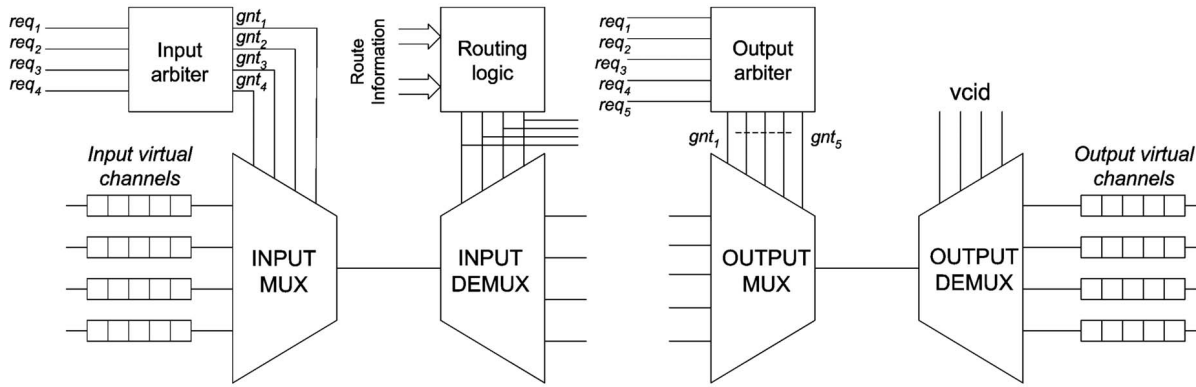 req1
req2
req3
req4
Input
arbiter
gnt1
gnt2
gnt3
gnt4
Route
Information
Routing
logic
req1
req2
req3
req4
req5
Output
arbiter
gnt1
gnt5
vcid
Input virtual
channels
INPUT
MUX
INPUT
DEMUX
OUTPUT
MUX
OUTPUT
DEMUX
Output virtual
channels